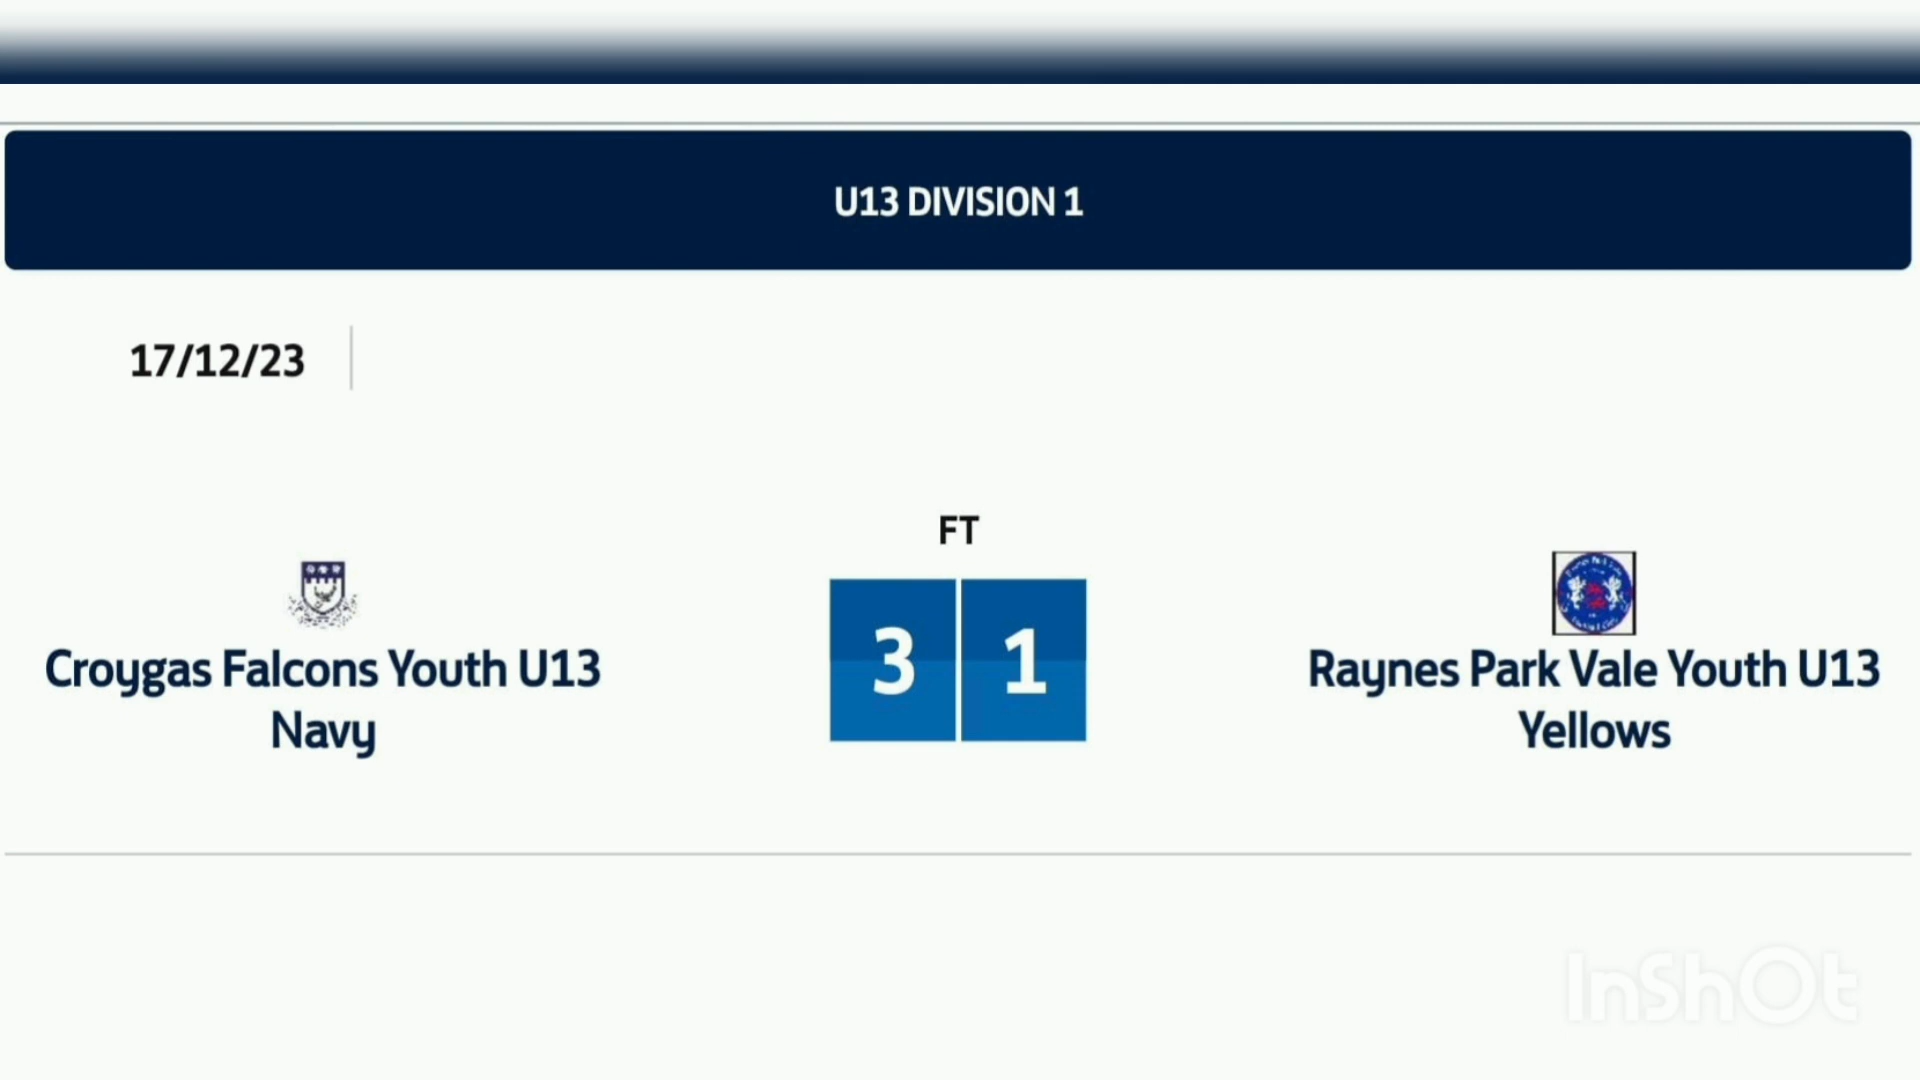 U13 DIVISION 1
17/12/23
FT
3 1
Croygas Falcons Youth U13
Navy
Raynes Park Vale Youth U13
Yellows
InShOt